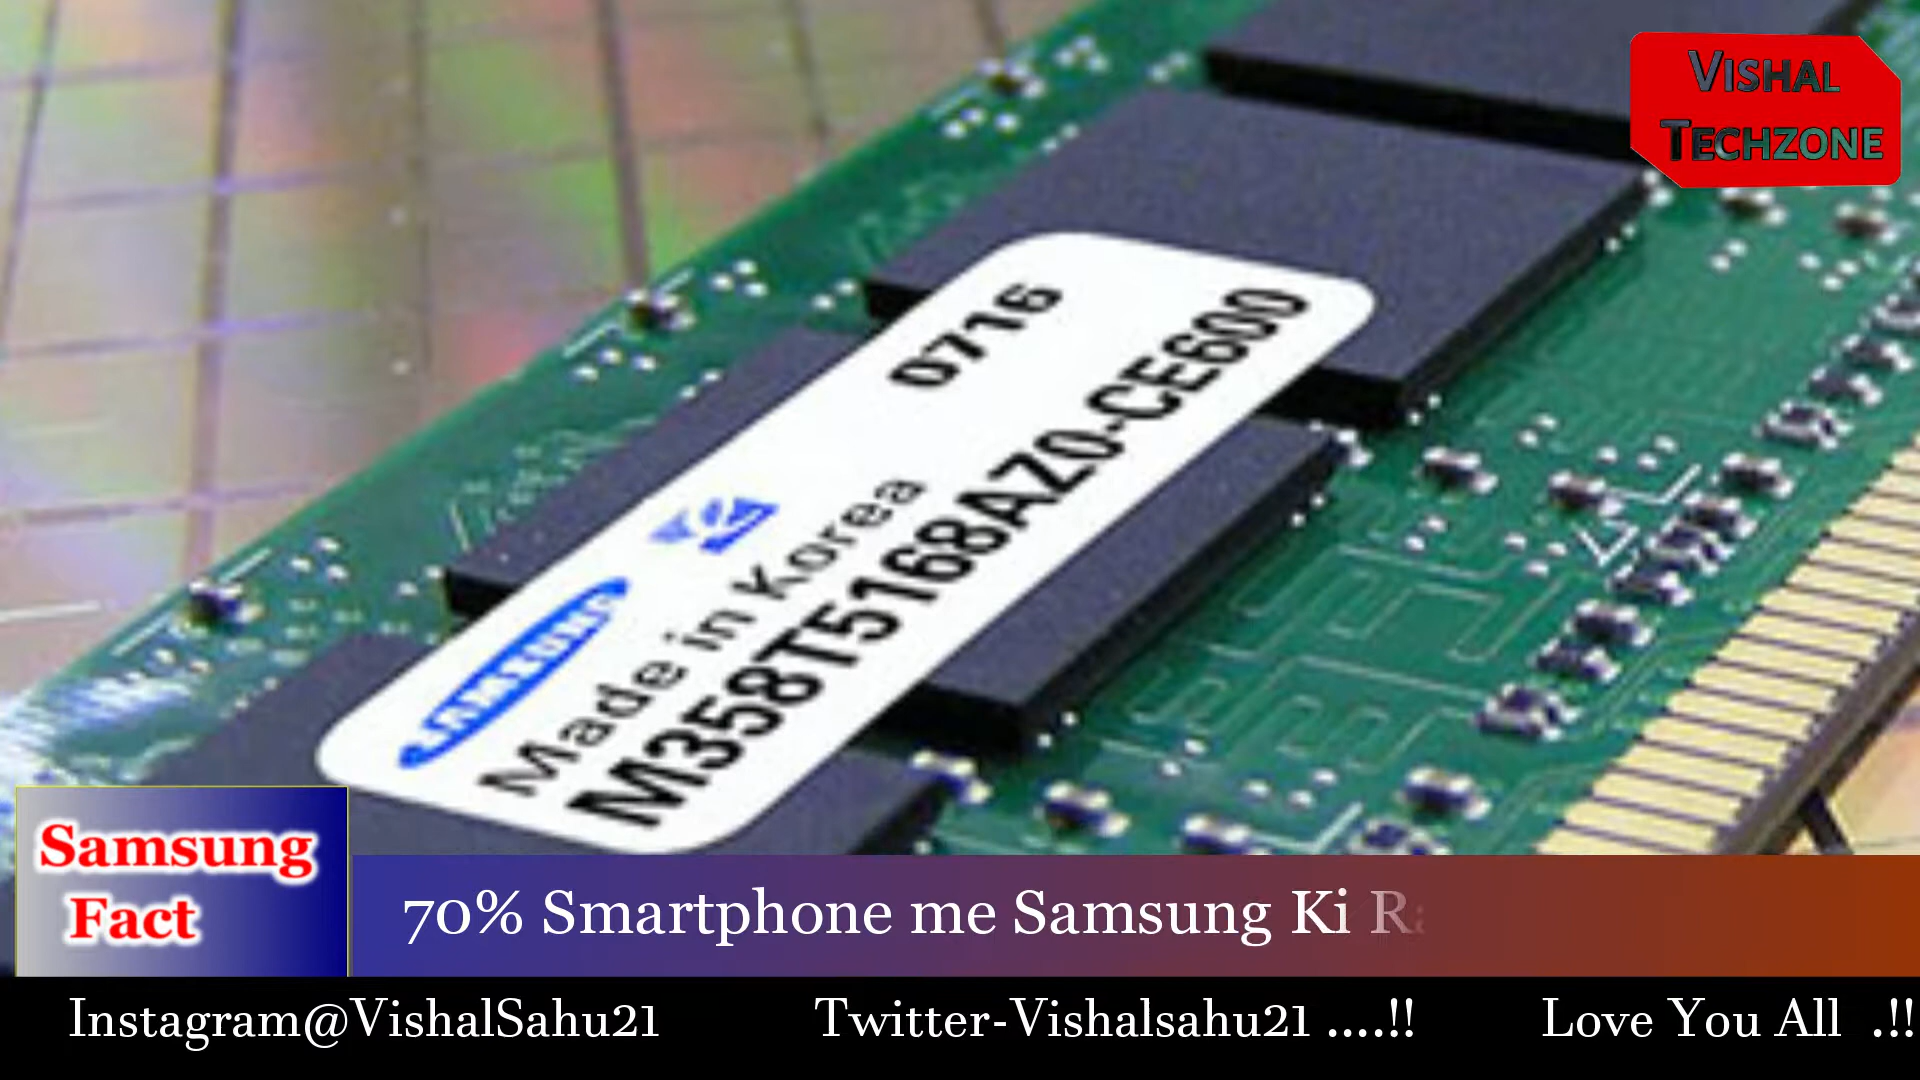 VISHAL
TECHZONE
0716
SAMSUNG
Made in Korea
M358T5168AZ0-CE600
Samsung
Fact
70% Smartphone me Samsung Ki
Instagram@VishalSahu21 Twitter-Vishalsahu21 ....!! Love You All .!!